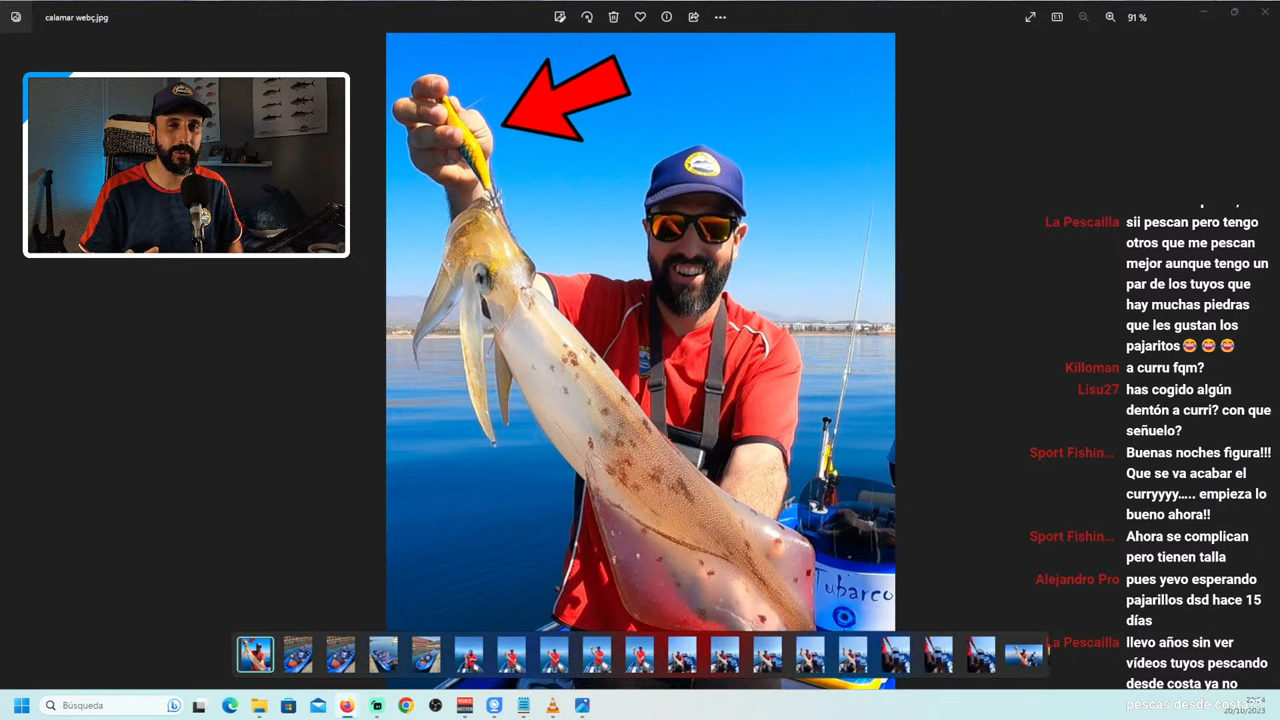 calamar webç.jpg
91 %
La Pescailla sii pescan pero tengo
otros que me pescan
mejor aunque tengo un
par de los tuyos que
hay muchas piedras
que les gustan los
pajaritos😂 😂 😂
Killoman a curru fqm?
Lisu27 has cogido algún
dentón a curri? con que
señuelo?
Sport Fishin... Buenas noches figura!!!
Que se va acabar el
curryyyy..... empieza lo
bueno ahora!!
Sport Fishin... Ahora se complican
pero tienen talla
Alejandro Pro pues yevo esperando
pajarillos dsd hace 15
días
La Pescailla llevo años sin ver
vídeos tuyos pescando
desde costa ya no
pescas desde costa??
Tubarco
Búsqueda
20/10/2023